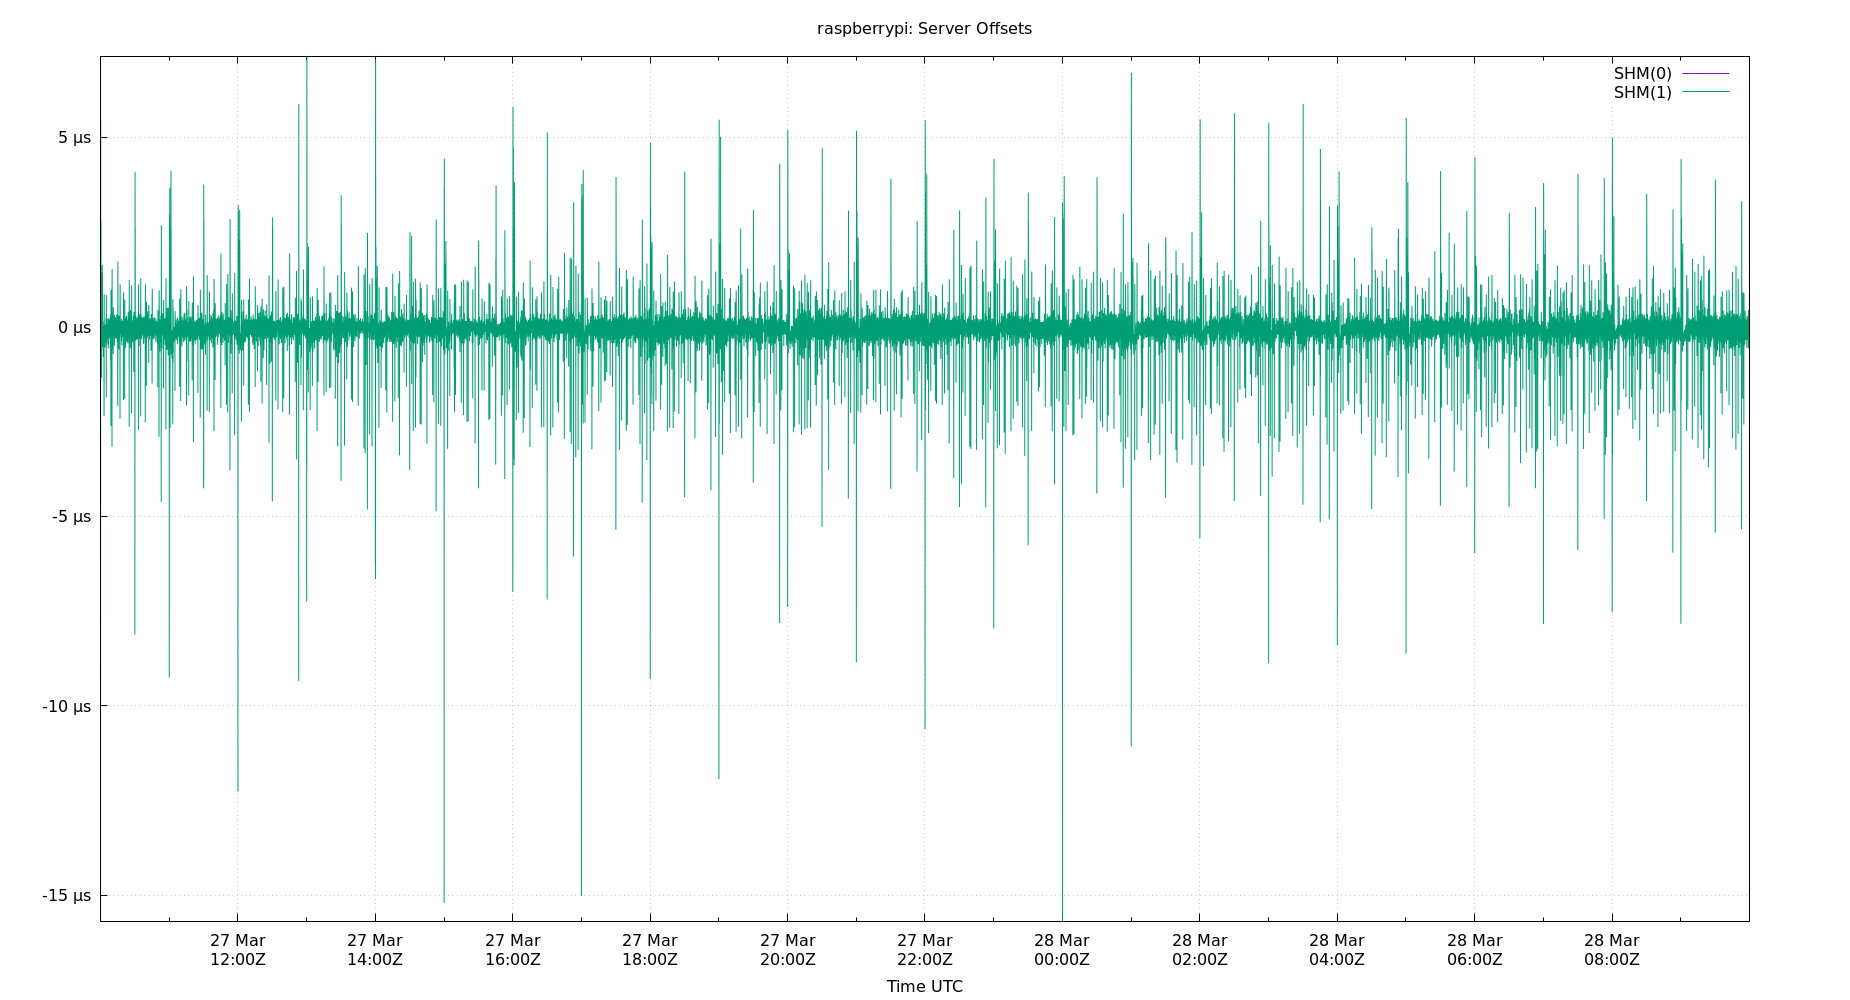 raspberrypi: Server Offsets
SHM(0)
SHM(1)
5 µs
0 µs
-5 µs
-10 µs
-15 µs
27 Mar 27 Mar 27 Mar 27 Mar 27 Mar 27 Mar 28 Mar 28 Mar 28 Mar 28 Mar 28 Mar
12:00Z 14:00Z 16:00Z 18:00Z 20:00Z 22:00Z 00:00Z 02:00Z 04:00Z 06:00Z 08:00Z
Time UTC